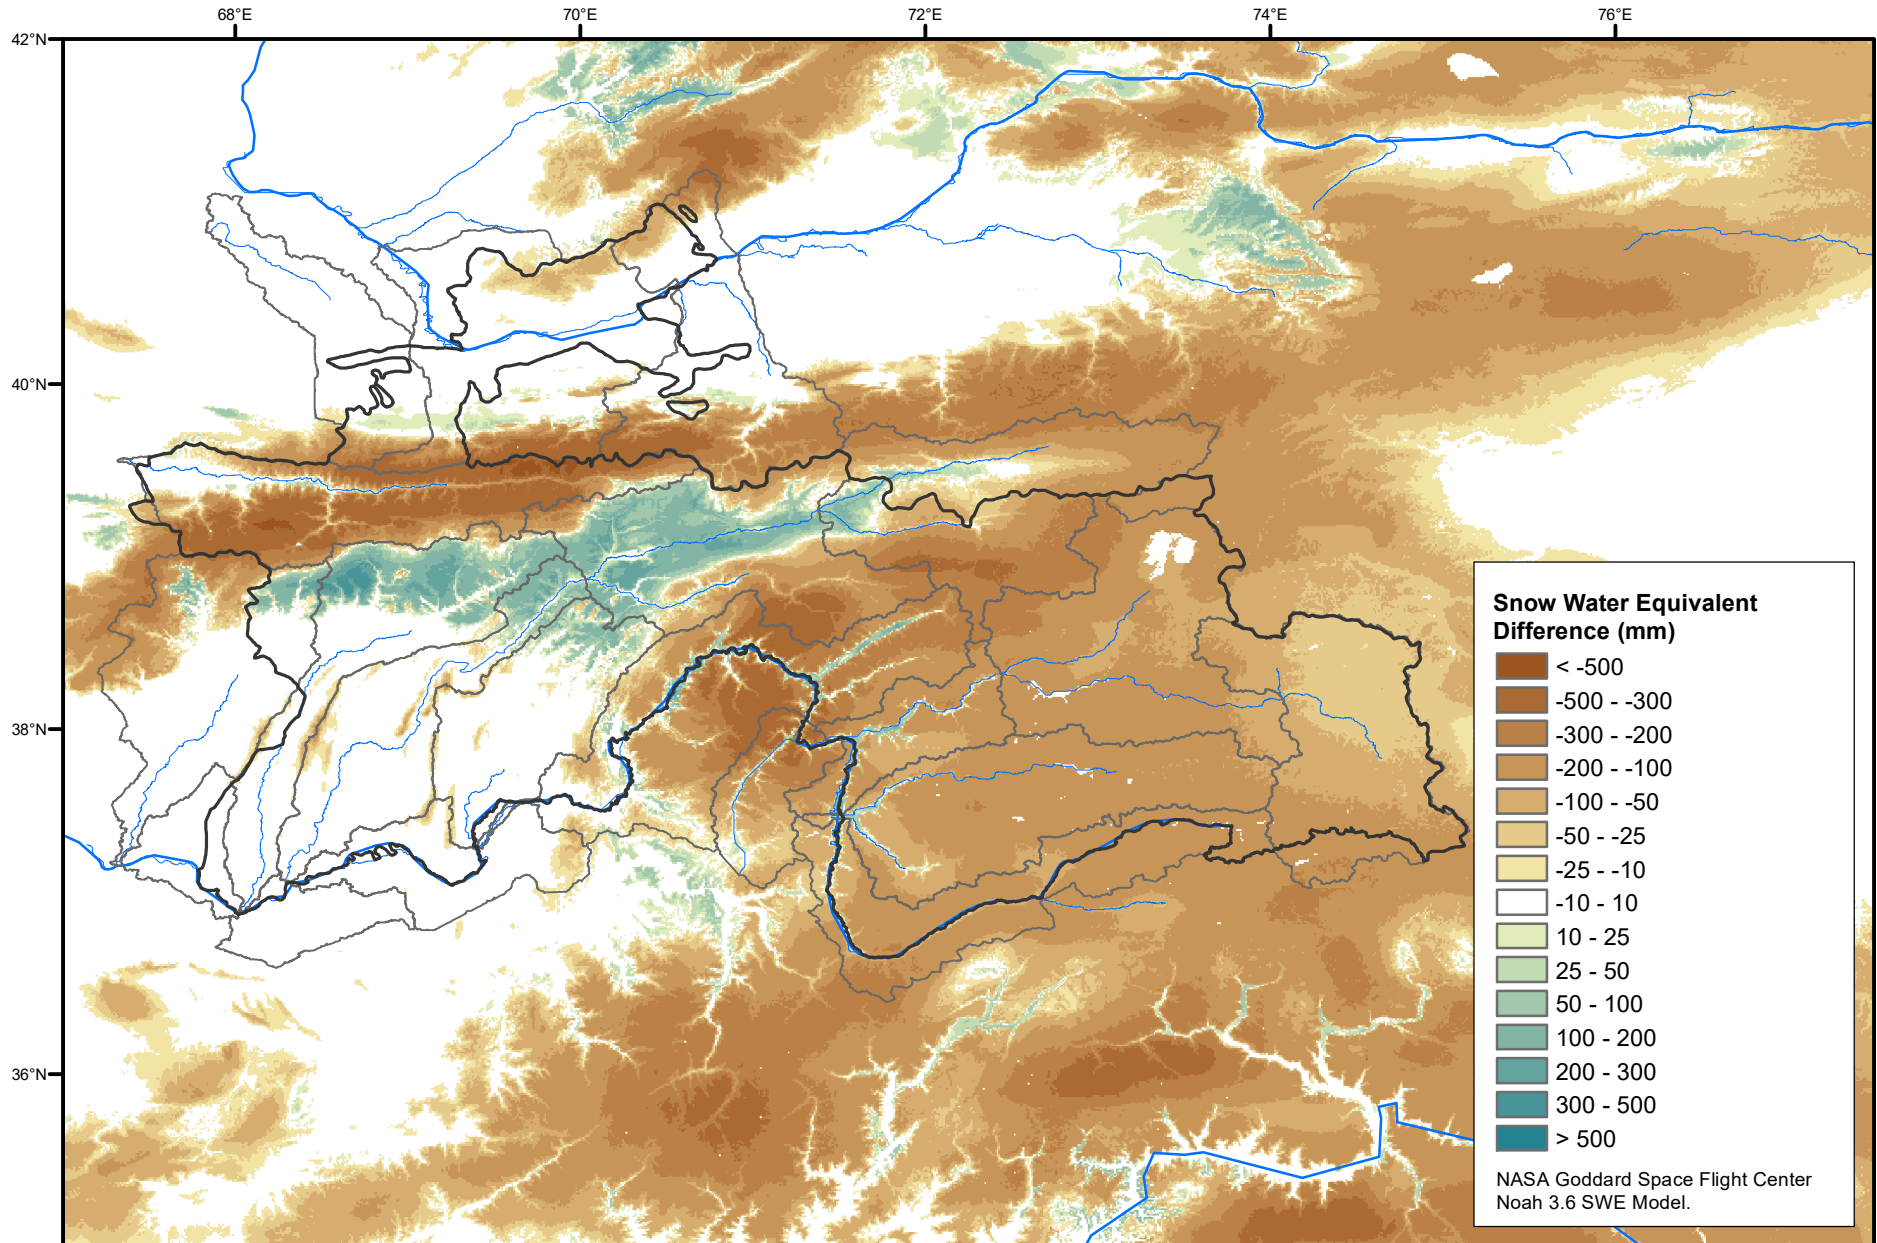 68°E
70°E
72°E
74°E
76°E
42°N
40°N
38°N
36°N
Snow Water Equivalent
Difference (mm)
< -500
-500 - -300
-300 - -200
-200 - -100
-100 - -50
-50 - -25
-25 - -10
-10 - 10
10 - 25
25 - 50
50 - 100
100 - 200
200 - 300
300 - 500
> 500
NASA Goddard Space Flight Center
Noah 3.6 SWE Model.